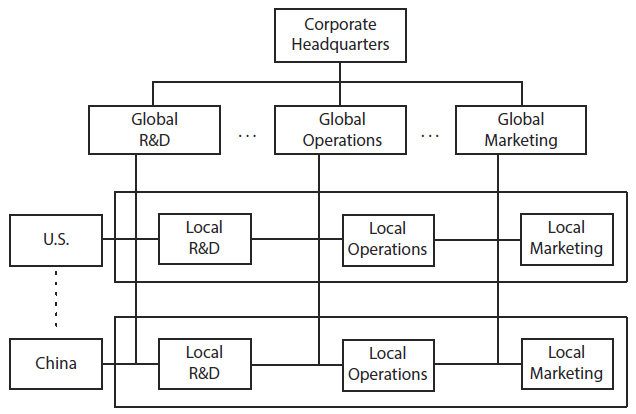 Corporate
Headquarters
Global
R&D
...
Global
Operations
...
Global
Marketing
U.S.
Local
R&D
Local
Operations
Local
Marketing
China
Local
R&D
Local
Operations
Local
Marketing